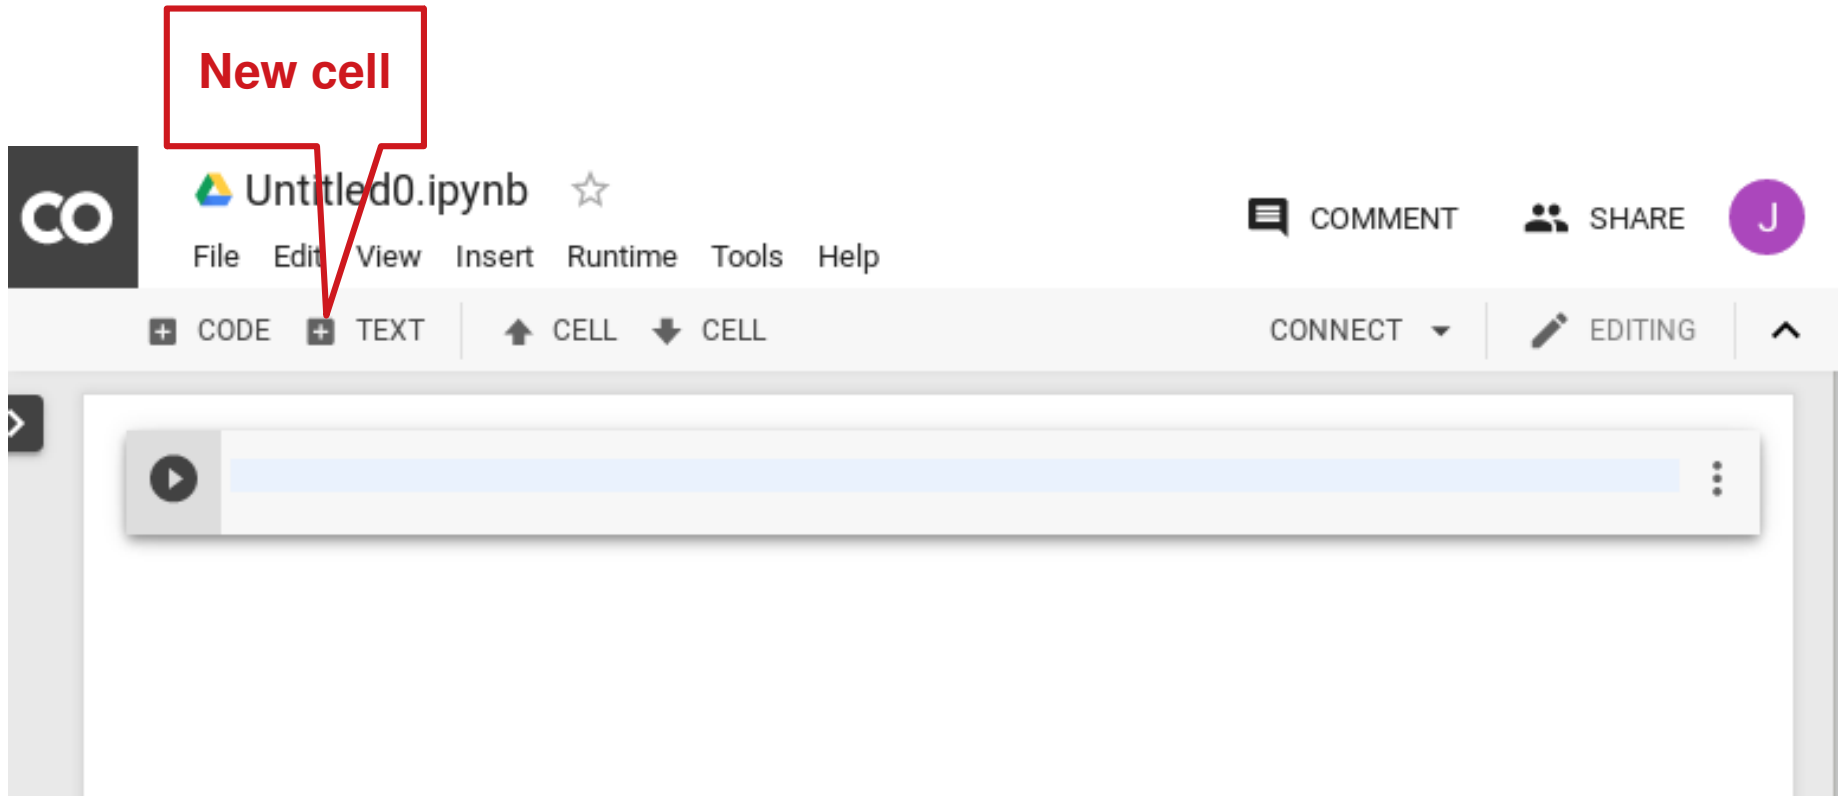 New cell
CO
Untitled0.ipynb
COMMENT SHARE J
File Edit View Insert Runtime Tools Help
CODE TEXT CELL CELL CONNECT EDITING